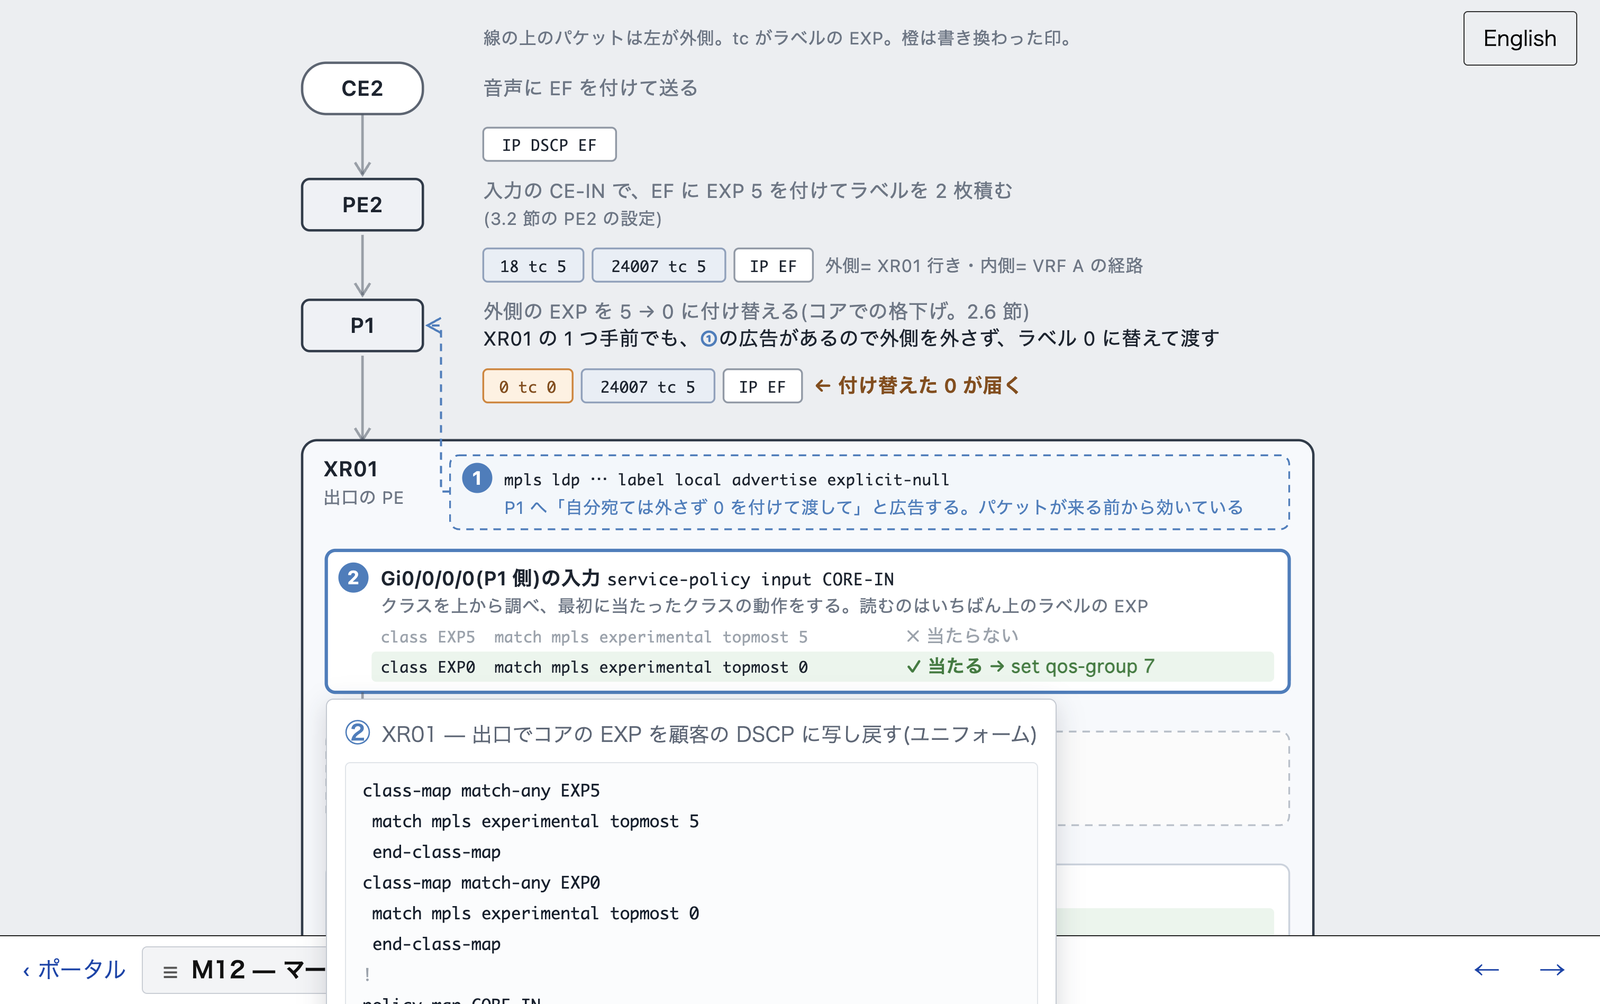 線の上のパケットは左が外側。tc がラベルの EXP。橙は書き換わった印。
English
CE2
音声に EF を付けて送る
IP DSCP EF
PE2
入力の CE-IN で、EF に EXP 5 を付けてラベルを 2 枚積む
(3.2 節の PE2 の設定)
18 tc 5
24007 tc 5
IP EF
外側= XR01 行き・内側= VRF A の経路
P1
外側の EXP を 5 → 0 に付け替える(コアでの格下げ。2.6 節)
XR01 の 1 つ手前でも、①の広告があるので外側を外さず、ラベル 0 に替えて渡す
0 tc 0
24007 tc 5
IP EF
← 付け替えた 0 が届く
XR01
出口の PE
1 mpls ldp ⋯ label local advertise explicit-null
P1 へ「自分宛ては外さず 0 を付けて渡して」と広告する。パケットが来る前から効いている
2 Gi0/0/0/0(P1 側)の入力 service-policy input CORE-IN
クラスを上から調べ、最初に当たったクラスの動作をする。読むのはいちばん上のラベルの EXP
class EXP5 match mpls experimental topmost 5 ✕ 当たらない
class EXP0 match mpls experimental topmost 0 ✓ 当たる → set qos-group 7
② XR01 — 出口でコアの EXP を顧客の DSCP に写し戻す(ユニフォーム)
class-map match-any EXP5
match mpls experimental topmost 5
end-class-map
class-map match-any EXP0
match mpls experimental topmost 0
end-class-map
!
policy-map CORE-IN
‹ ポータル
≡ M12 — マー
← →